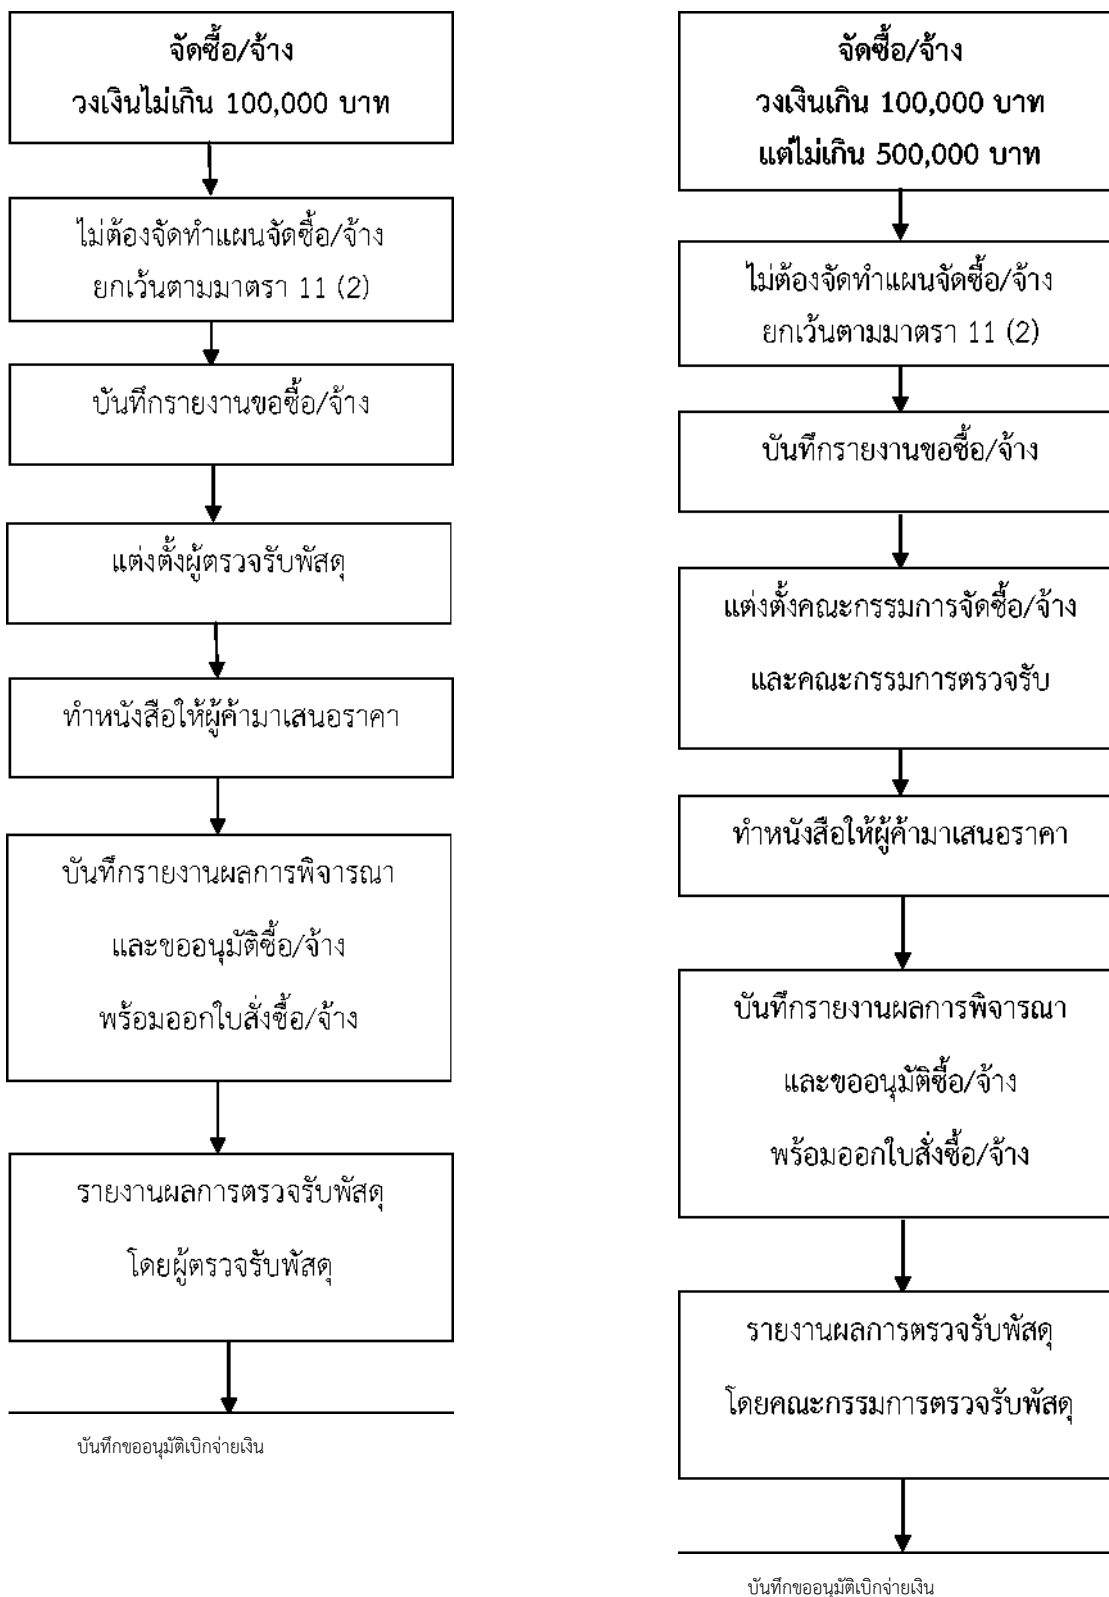 จัดซื้อ/จ้าง
วงเงินไม่เกิน 100,000 บาท
ไม่ต้องจัดทำแผนจัดซื้อ/จ้าง
ยกเว้นตามมาตรา 11 (2)
บันทึกรายงานขอซื้อ/จ้าง
แต่งตั้งผู้ตรวจรับพัสดุ
ทำหนังสือให้ผู้ค้ามาเสนอราคา
บันทึกรายงานผลการพิจารณา
และขออนุมัติซื้อ/จ้าง
พร้อมออกใบสั่งซื้อ/จ้าง
รายงานผลการตรวจรับพัสดุ
โดยผู้ตรวจรับพัสดุ
บันทึกขออนุมัติเบิกจ่ายเงิน
จัดซื้อ/จ้าง
วงเงินเกิน 100,000 บาท
แต่ไม่เกิน 500,000 บาท
ไม่ต้องจัดทำแผนจัดซื้อ/จ้าง
ยกเว้นตามมาตรา 11 (2)
บันทึกรายงานขอซื้อ/จ้าง
แต่งตั้งคณะกรรมการจัดซื้อ/จ้าง
และคณะกรรมการตรวจรับ
ทำหนังสือให้ผู้ค้ามาเสนอราคา
บันทึกรายงานผลการพิจารณา
และขออนุมัติซื้อ/จ้าง
พร้อมออกใบสั่งซื้อ/จ้าง
รายงานผลการตรวจรับพัสดุ
โดยคณะกรรมการตรวจรับพัสดุ
บันทึกขออนุมัติเบิกจ่ายเงิน